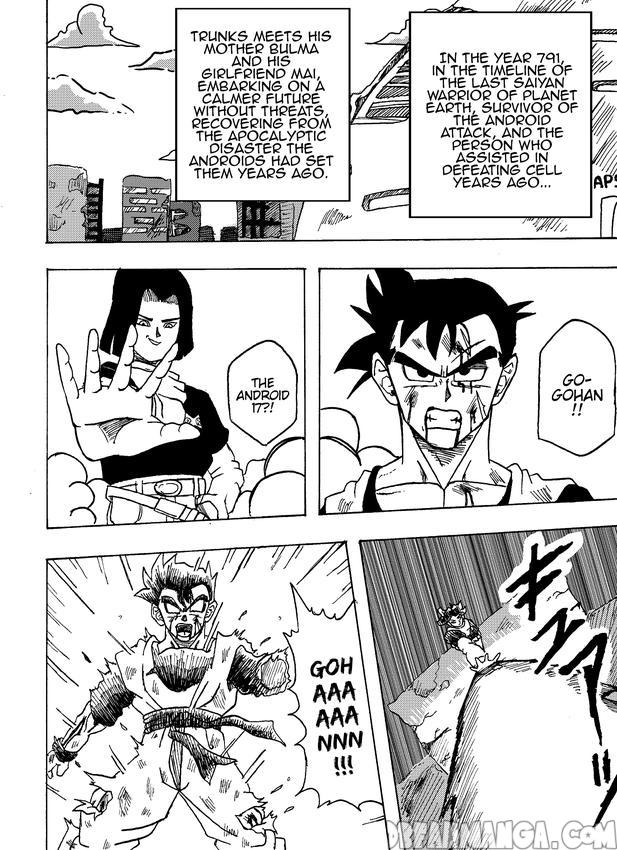 IN THE YEAR 791,
IN THE TIMELINE OF
THE LAST SAIYAN
WARRIOR OF PLANET
EARTH, SURVIVOR OF
THE ANDROID
ATTACK, AND THE
PERSON WHO
ASSISTED IN
DEFEATING CELL
YEARS AGO...
TRUNKS MEETS HIS
MOTHER BULMA
AND HIS
GIRLFRIEND MAI,
EMBARKING ON A
CALMER FUTURE
WITHOUT THREATS,
RECOVERING FROM
THE APOCALYPTIC
DISASTER THE
ANDROIDS HAD SET
THEM YEARS AGO.
APS
GO-
GOHAN
!!
THE
ANDROID
17?!
GOH
AAA
AAA
NNN
!!!